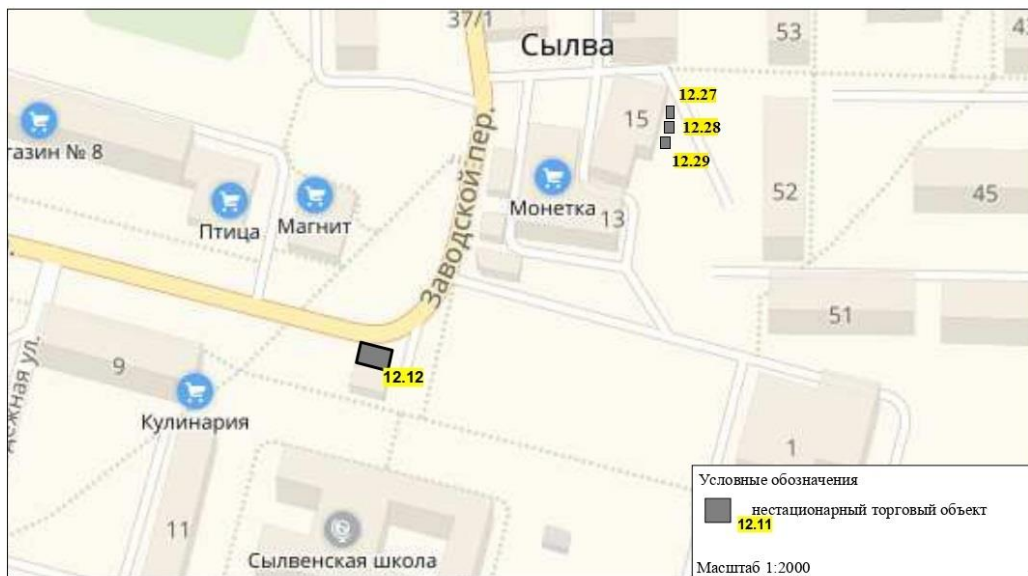 37/1
Сылва
53
12.27
15
12.28
12.29
газин № 8
Птица
Магнит
Монетка
13
52
45
Заводской пер.
51
9
12.12
Кулинария
дежная ул.
1
11
Сылвенская школа
Условные обозначения
нестационарный торговый объект
12.11
Масштаб 1:2000